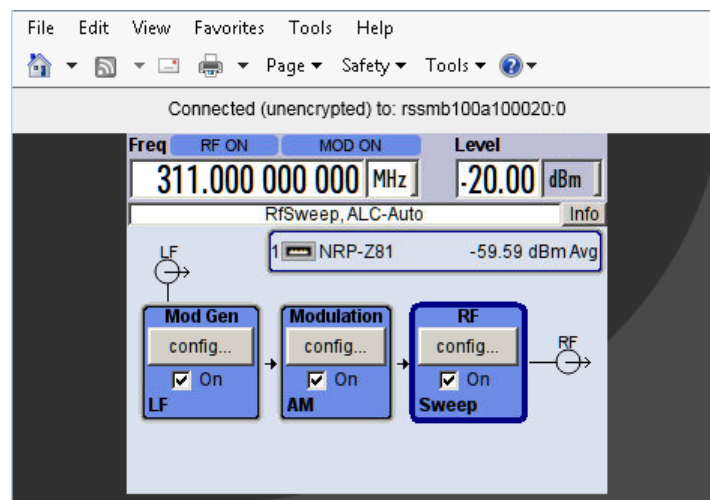 File Edit View Favorites Tools Help
Page Safety Tools
Connected (unencrypted) to: rssmb100a100020:0
Freq RF ON MOD ON Level
311.000 000 000 MHz -20.00 dBm
RfSweep, ALC-Auto Info
LF 1 NRP-Z81 -59.59 dBm Avg
Mod Gen Modulation RF
config... config... config... RF
On On On
LF AM Sweep